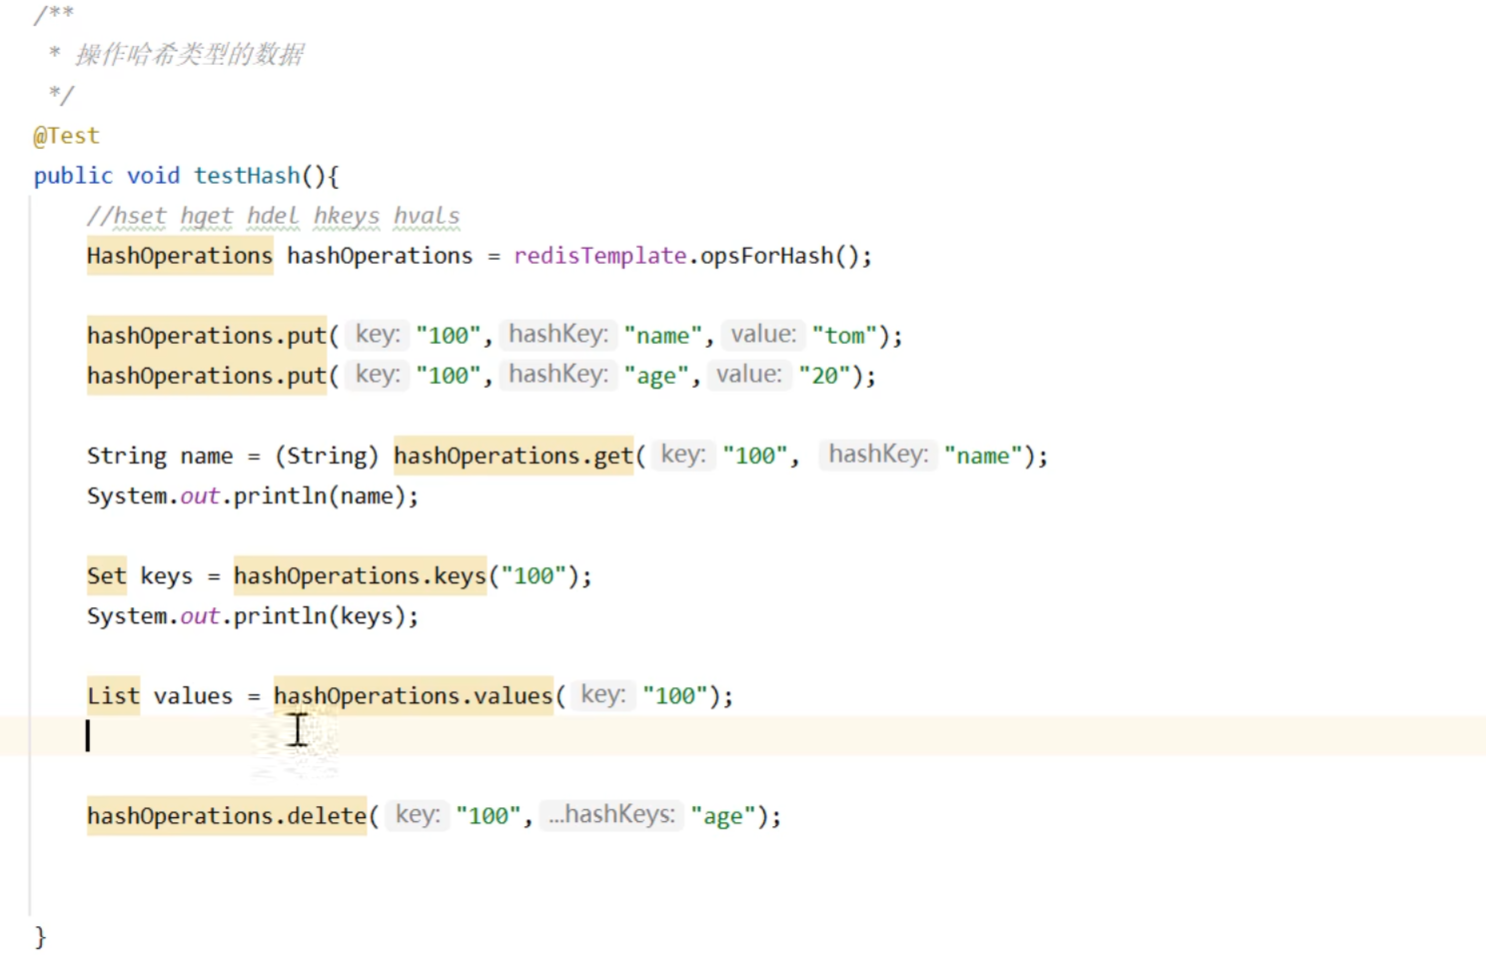 /**
 * 操作哈希类型的数据
 */
@Test
public void testHash(){
    //hset hget hdel hkeys hvals
    HashOperations hashOperations = redisTemplate.opsForHash();
    hashOperations.put( key: "100", hashKey: "name", value: "tom");
    hashOperations.put( key: "100", hashKey: "age", value: "20");
    String name = (String) hashOperations.get( key: "100", hashKey: "name");
    System.out.println(name);
    Set keys = hashOperations.keys("100");
    System.out.println(keys);
    List values = hashOperations.values( key: "100");
    hashOperations.delete( key: "100", ...hashKeys: "age");
}